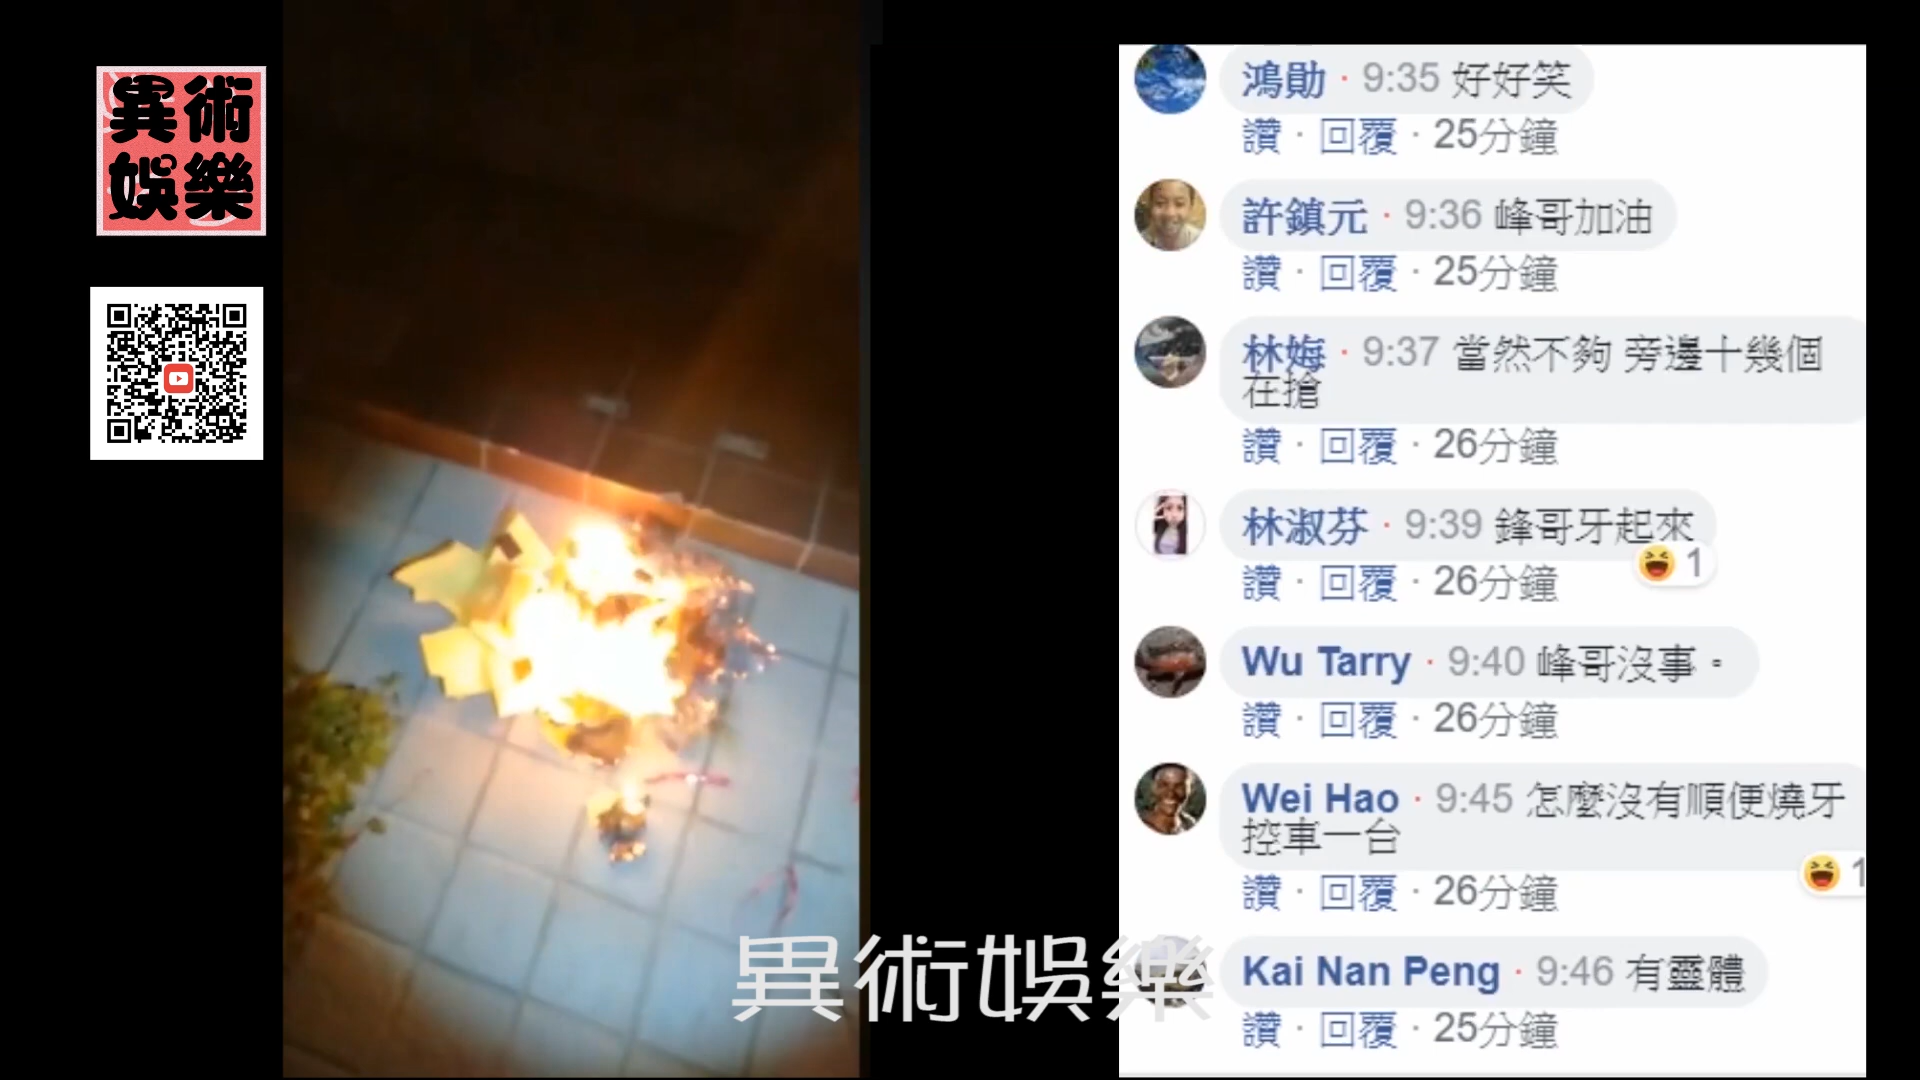 異術
娛樂
鴻勛 · 9:35 好好笑
讚 · 回覆 · 25分鐘
許鎮元 · 9:36 峰哥加油
讚 · 回覆 · 25分鐘
林娒 · 9:37 當然不夠 旁邊十幾個
在搶
讚 · 回覆 · 26分鐘
林淑芬 · 9:39 鋒哥牙起來
1
讚 · 回覆 · 26分鐘
Wu Tarry · 9:40 峰哥沒事。
讚 · 回覆 · 26分鐘
Wei Hao · 9:45 怎麼沒有順便燒牙
控車一台
1
讚 · 回覆 · 26分鐘
Kai Nan Peng · 9:46 有靈體
讚 · 回覆 · 25分鐘
異術娛樂